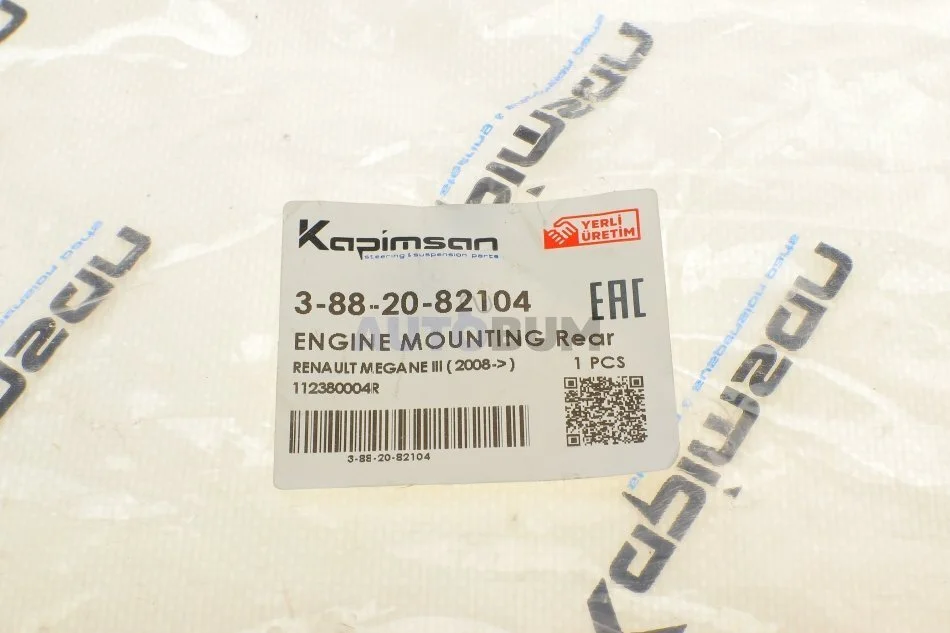 Kapimsan
steering & suspension parts
YERLİ
ÜRETİM
3-88-20-82104
EAC
AUTODUM
ENGINE MOUNTING Rear
RENAULT MEGANE III ( 2008-> )
1 PCS
112380004R
3-88-20-82104